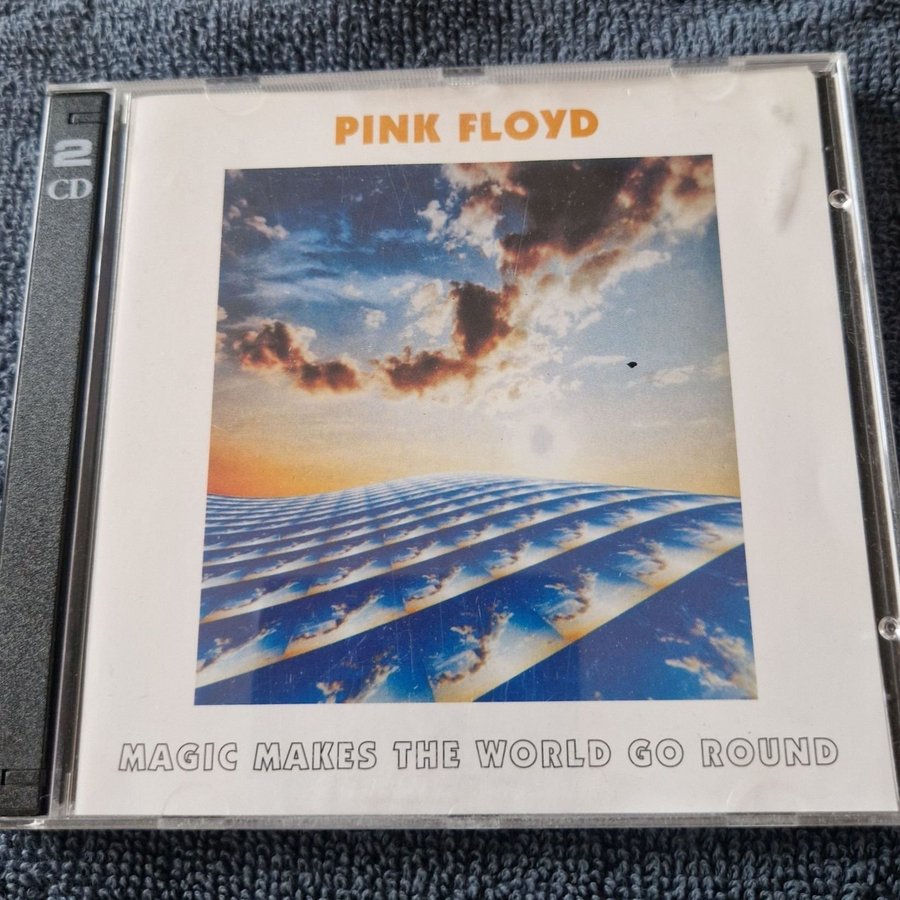 PINK FLOYD
2
CD
MAGIC MAKES THE WORLD GO ROUND